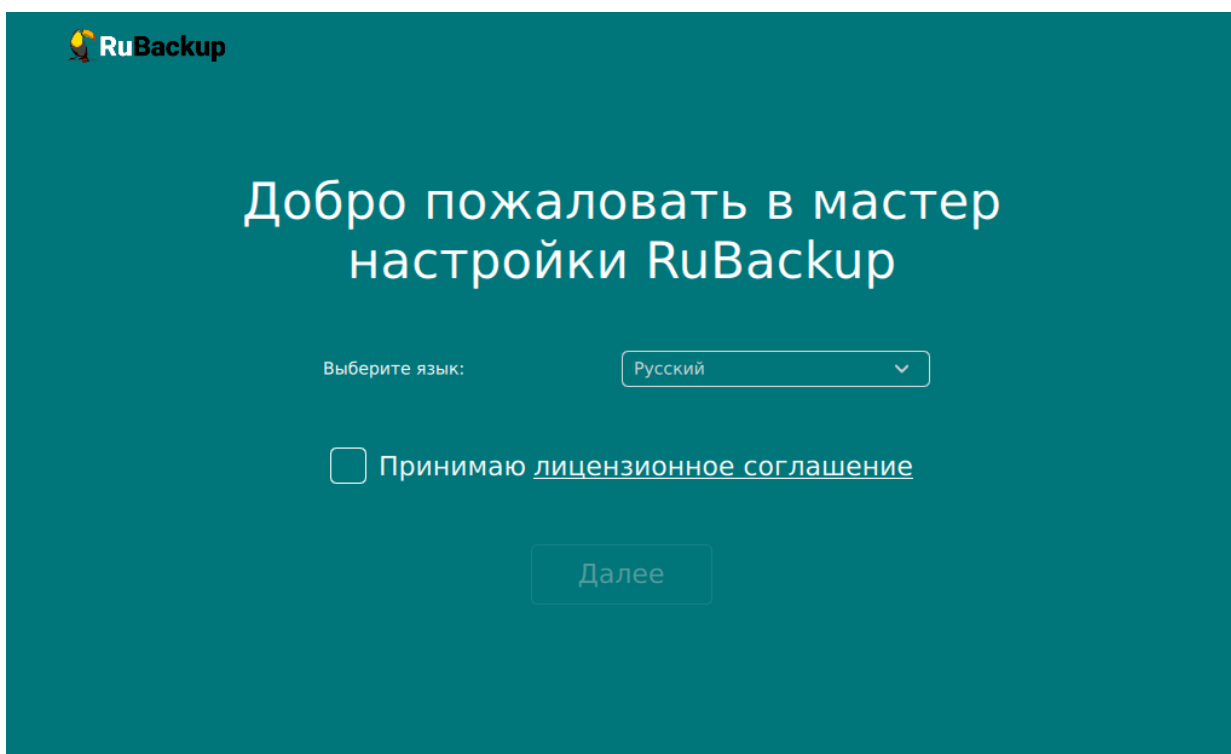 RuBackup
Добро пожаловать в мастер
настройки RuBackup
Выберите язык: Русский
Принимаю лицензионное соглашение
Далее